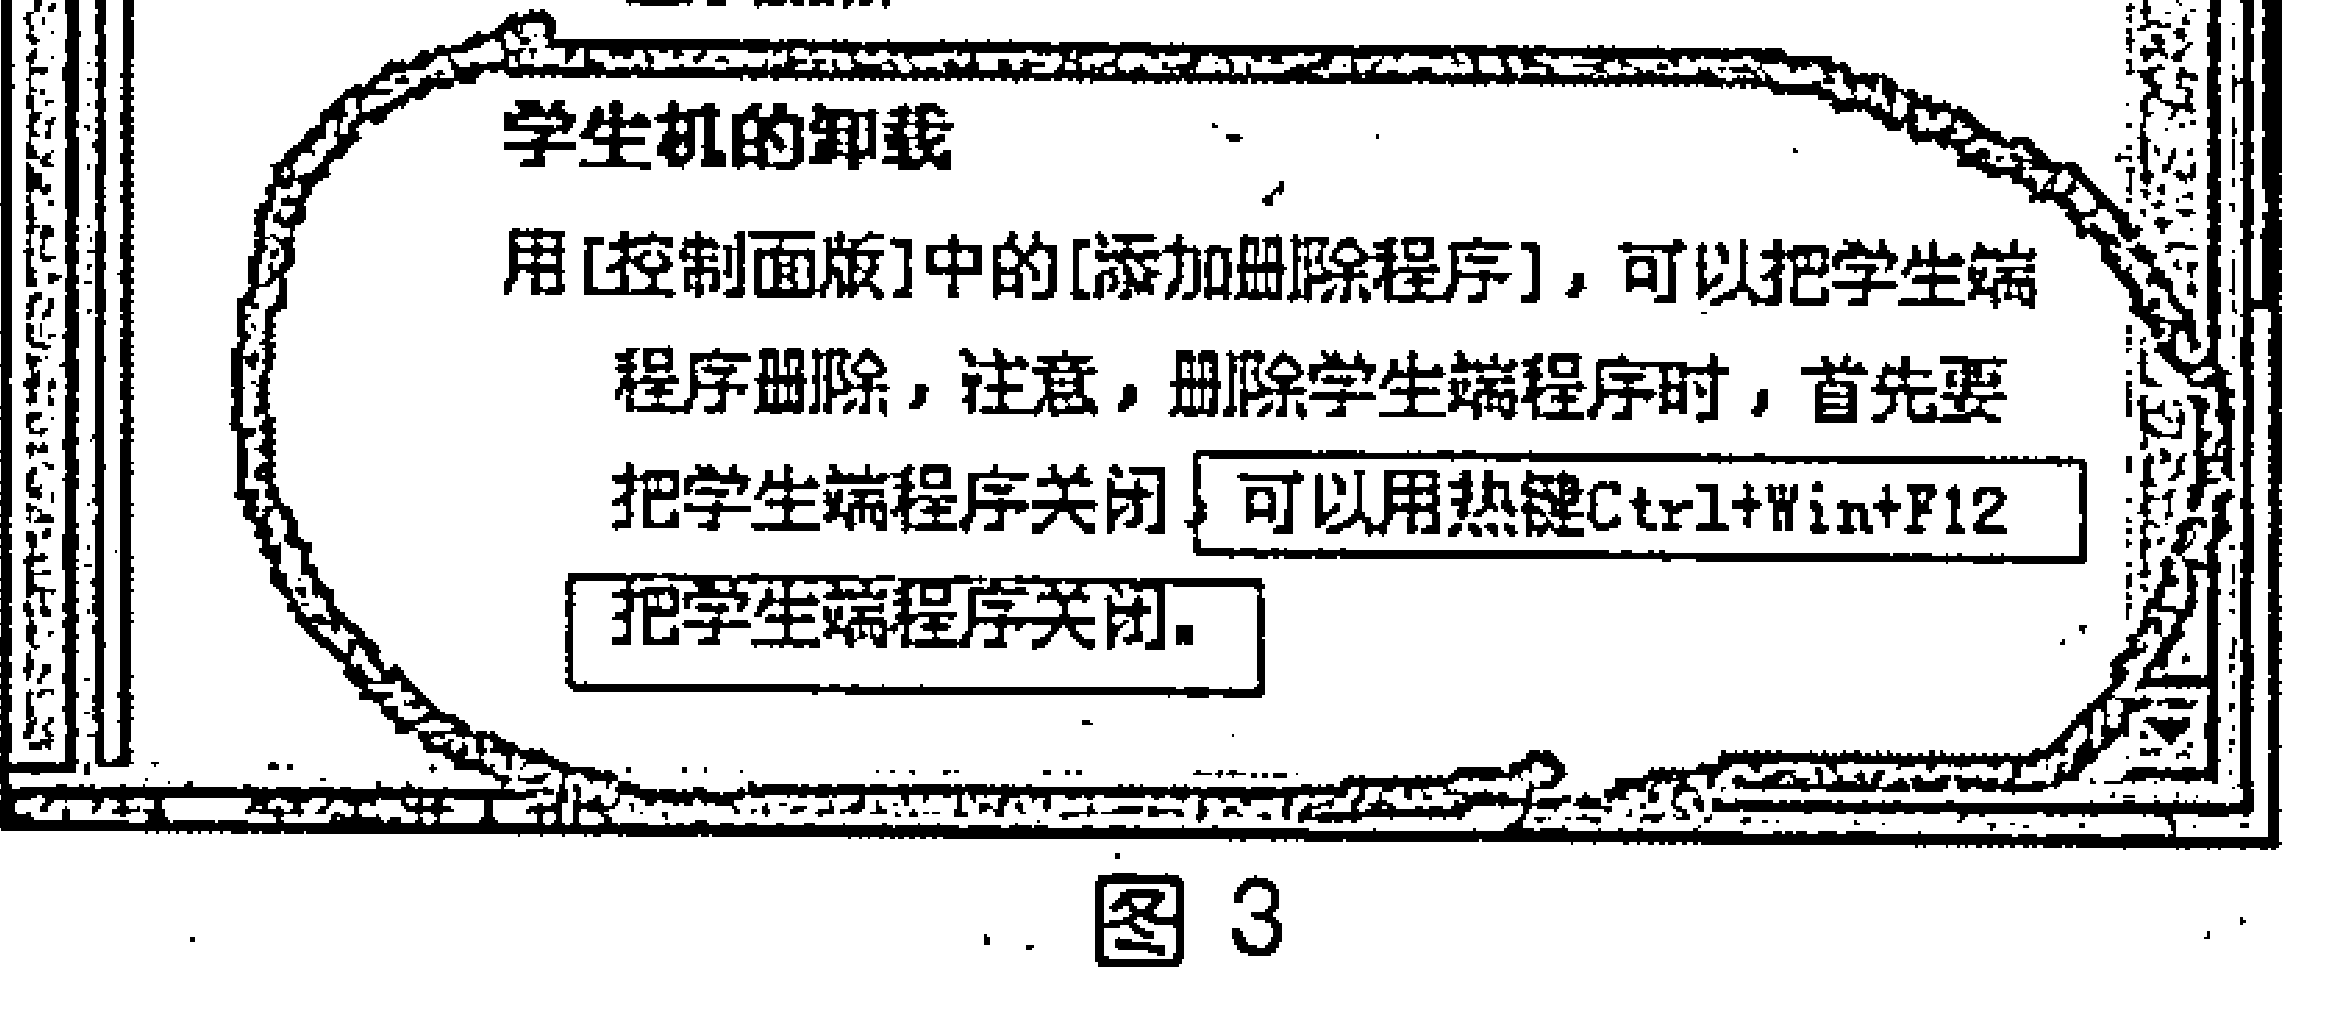 学生机的卸载
用[控制面版]中的[添加删除程序]，可以把学生端
程序删除，注意，删除学生端程序时，首先要
把学生端程序关闭，可以用热键Ctrl+Win+F12
把学生端程序关闭。
图 3